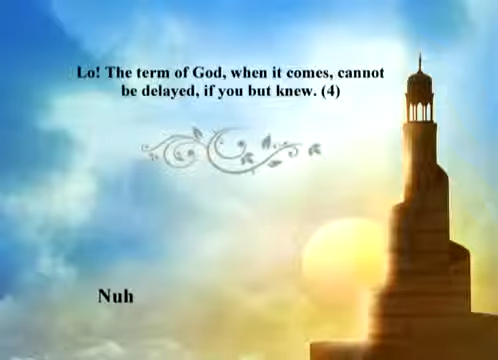 Lo! The term of God, when it comes, cannot
be delayed, if you but knew. (4)
Nuh